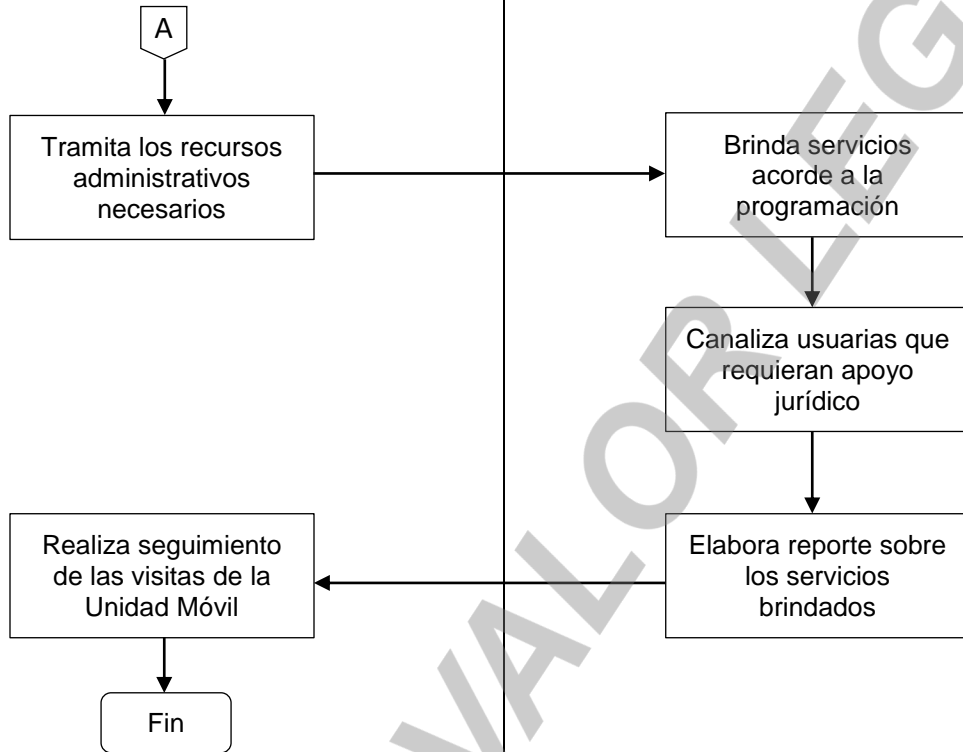 A
Tramita los recursos
administrativos
necesarios
Brinda servicios
acorde a la
programación
Canaliza usuarias que
requieran apoyo
jurídico
Elabora reporte sobre
los servicios
brindados
Realiza seguimiento
de las visitas de la
Unidad Móvil
Fin
VALOR LEG